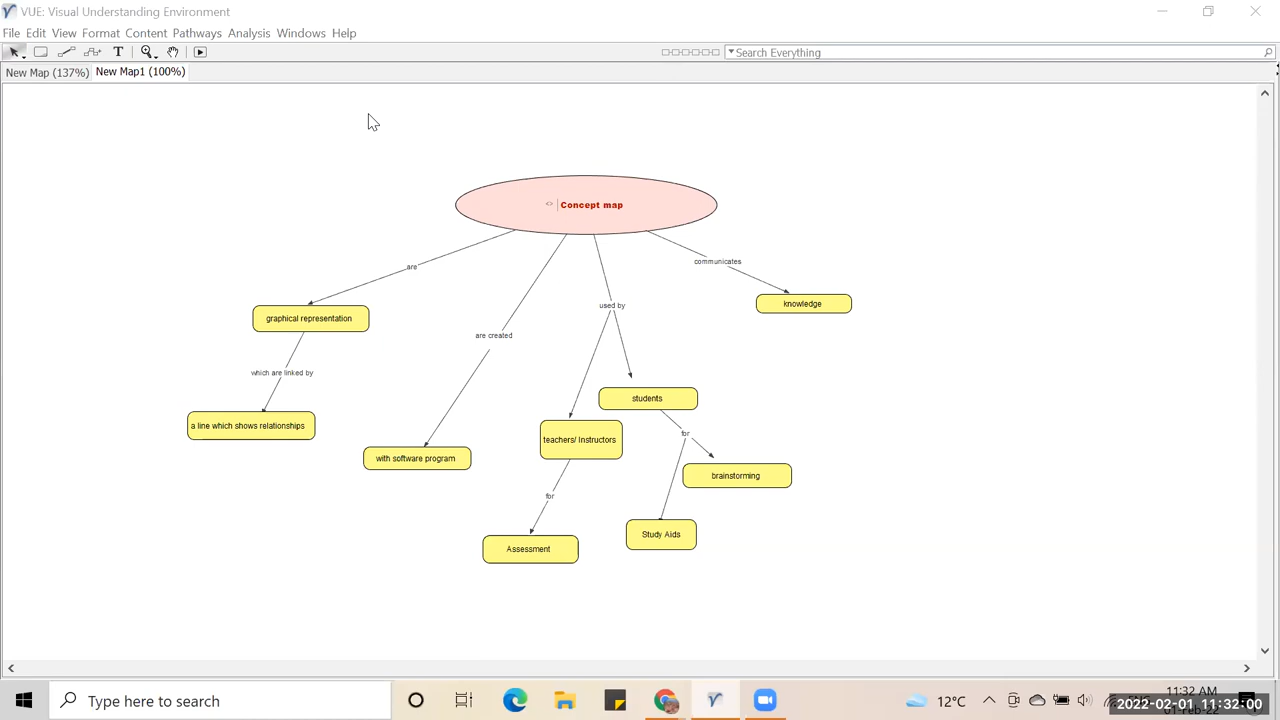 VUE: Visual Understanding Environment
File Edit View Format Content Pathways Analysis Windows Help
Search Everything
New Map (137%) New Map1 (100%)
Concept map
are
communicates
used by
knowledge
graphical representation
are created
which are linked by
students
a line which shows relationships
for
teachers/ Instructors
with software program
brainstorming
for
Study Aids
Assessment
Type here to search
12°C
11:32 AM
2022-02-01 11:32:00